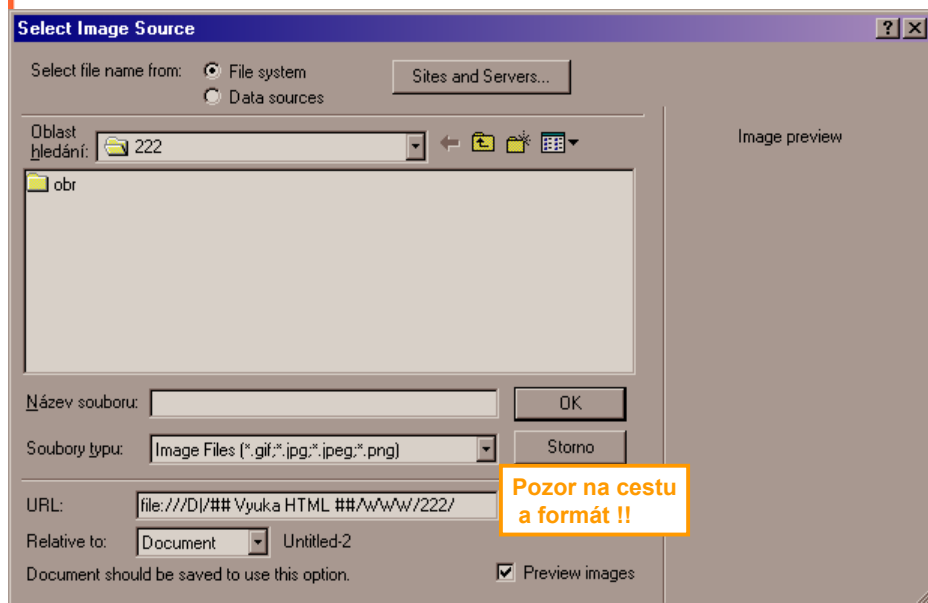 Select Image Source
Select file name from:
File system
Data sources
Sites and Servers...
Oblast
hledání:
222
Image preview
obr
Název souboru:
OK
Soubory typu:
Image Files (*.gif;*.jpg;*.jpeg;*.png)
Storno
Pozor na cestu
a formát !!
URL:
file:///D|/## Vyuka HTML ##/WWW/222/
Relative to:
Document
Untitled-2
Document should be saved to use this option.
Preview images